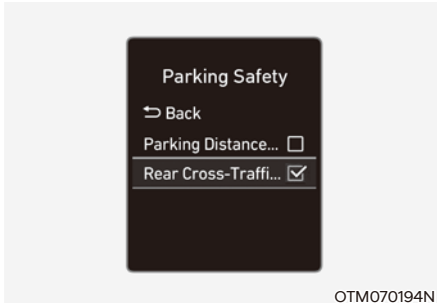 Parking Safety
Back
Parking Distance...
Rear Cross-Traffi...
OTM070194N